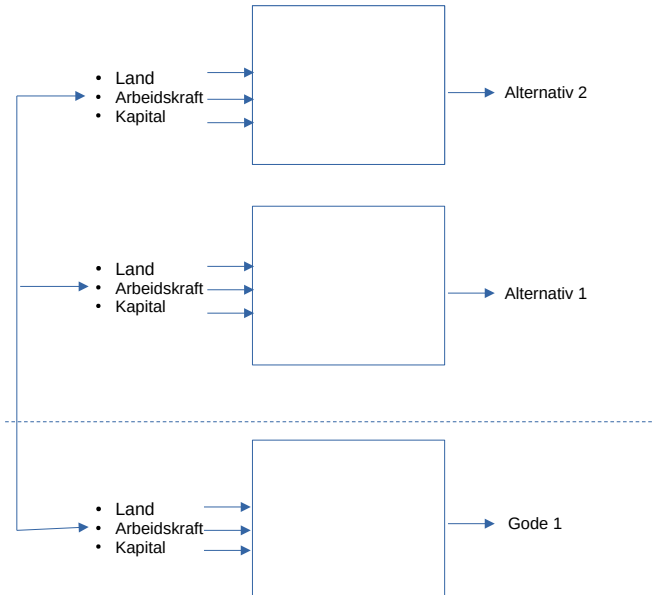 • Land
• Arbeidskraft
• Kapital
Alternativ 2
• Land
• Arbeidskraft
• Kapital
Alternativ 1
• Land
• Arbeidskraft
• Kapital
Gode 1